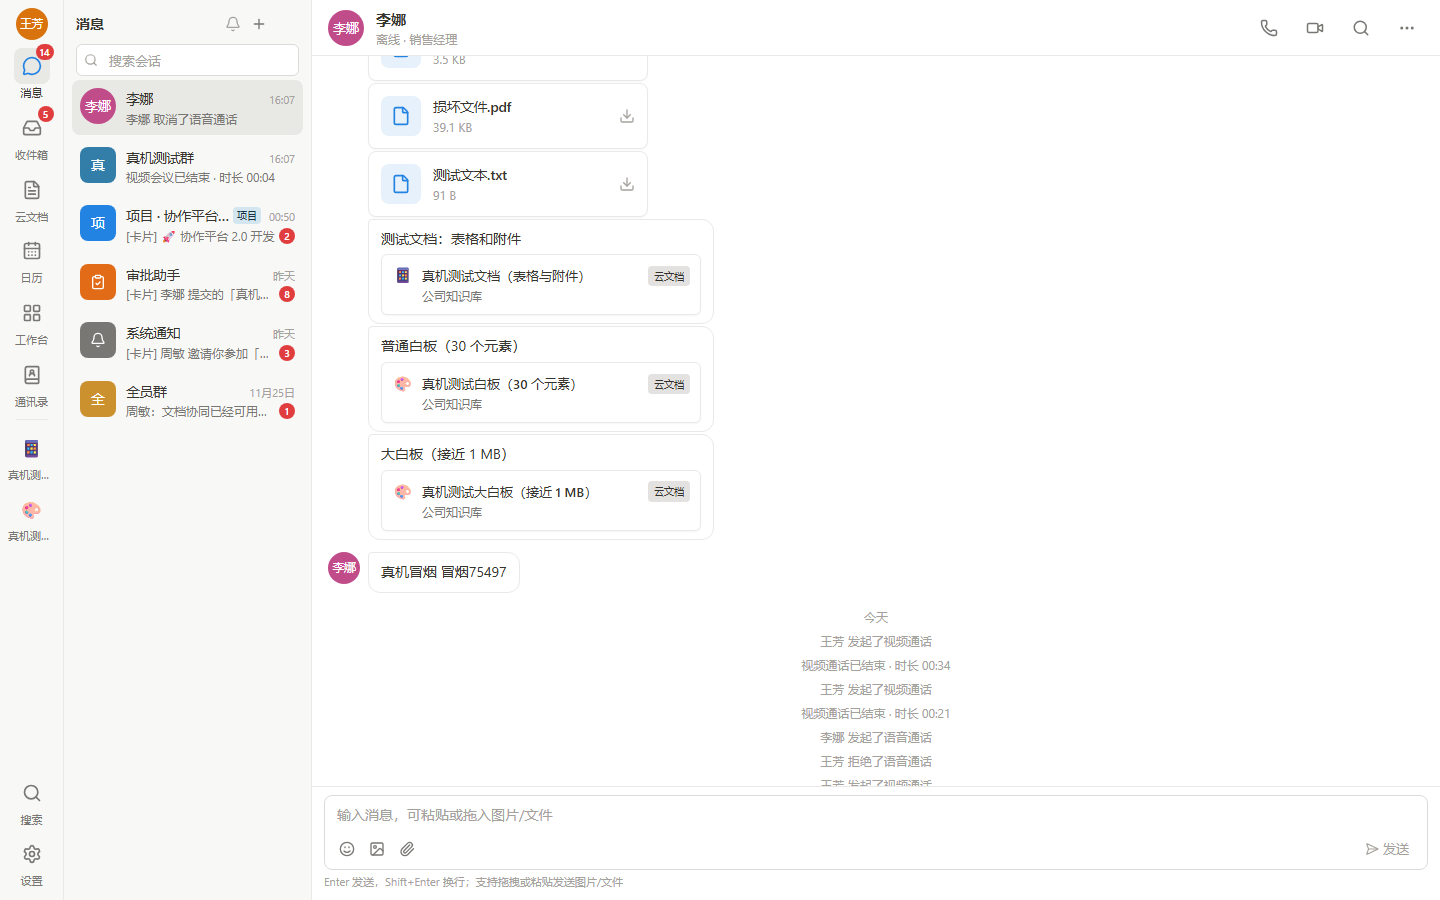 王芳
14
消息
5
收件箱
云文档
日历
工作台
通讯录
真机测...
真机测...
搜索
设置
消息
搜索会话
李娜
李娜
16:07
李娜 取消了语音通话
真
真机测试群
16:07
视频会议已结束 · 时长 00:04
项
项目 · 协作平台...
项目
00:50
[卡片] 🚀 协作平台 2.0 开发
2
审批助手
昨天
[卡片] 李娜 提交的「真机...
8
系统通知
昨天
[卡片] 周敏 邀请你参加「...
3
全
全员群
11月25日
周敏：文档协同已经可用...
1
李娜
李娜
离线 · 销售经理
3.5 KB
损坏文件.pdf
39.1 KB
测试文本.txt
91 B
测试文档：表格和附件
真机测试文档（表格与附件）
云文档
公司知识库
普通白板（30 个元素）
真机测试白板（30 个元素）
云文档
公司知识库
大白板（接近 1 MB）
真机测试大白板（接近 1 MB）
云文档
公司知识库
李娜
真机冒烟 冒烟75497
今天
王芳 发起了视频通话
视频通话已结束 · 时长 00:34
王芳 发起了视频通话
视频通话已结束 · 时长 00:21
李娜 发起了语音通话
王芳 拒绝了语音通话
王芳 发起了视频通话
输入消息，可粘贴或拖入图片/文件
发送
Enter 发送，Shift+Enter 换行；支持拖拽或粘贴发送图片/文件